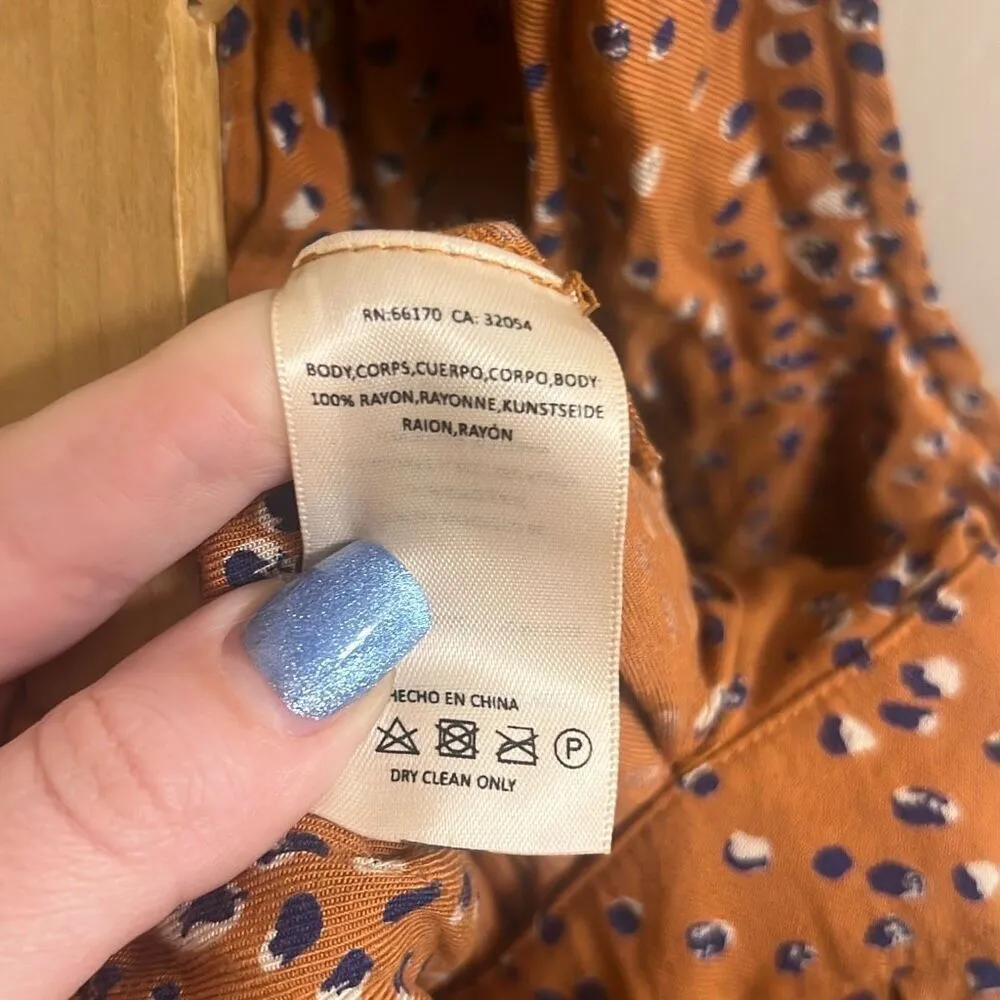 RN:66170 CA: 32054
BODY,CORPS,CUERPO,CORPO,BODY
100% RAYON,RAYONNE,KUNSTSEIDE
RAION,RAYÓN
HECHO EN CHINA
P
DRY CLEAN ONLY